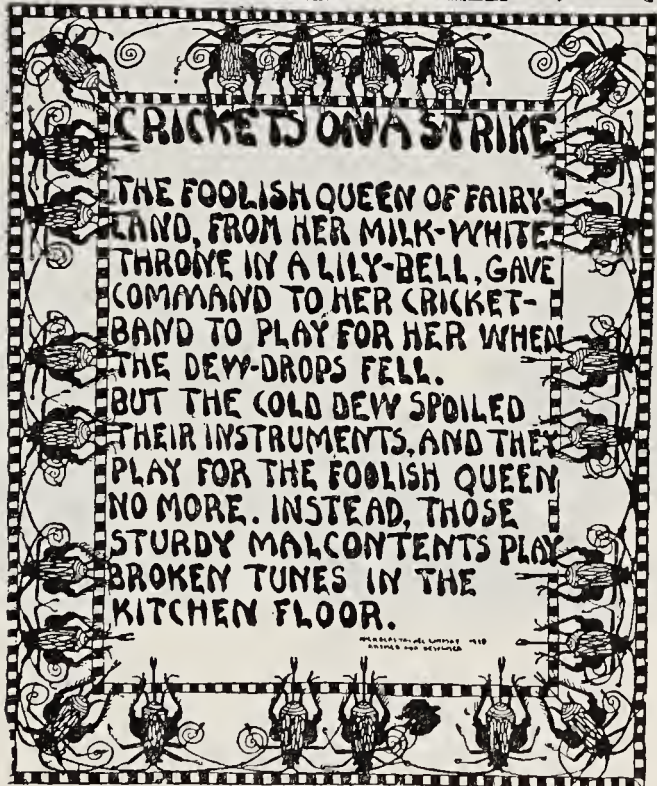 CRICKETS ON A STRIKE
THE FOOLISH QUEEN OF FAIRY-
LAND, FROM HER MILK-WHITE
THRONE IN A LILY-BELL, GAVE
COMMAND TO HER CRICKET-
BAND TO PLAY FOR HER WHEN
THE DEW-DROPS FELL.
BUT THE COLD DEW SPOILED
THEIR INSTRUMENTS, AND THEY
PLAY FOR THE FOOLISH QUEEN
NO MORE. INSTEAD, THOSE
STURDY MALCONTENTS PLAY
BROKEN TUNES IN THE
KITCHEN FLOOR.